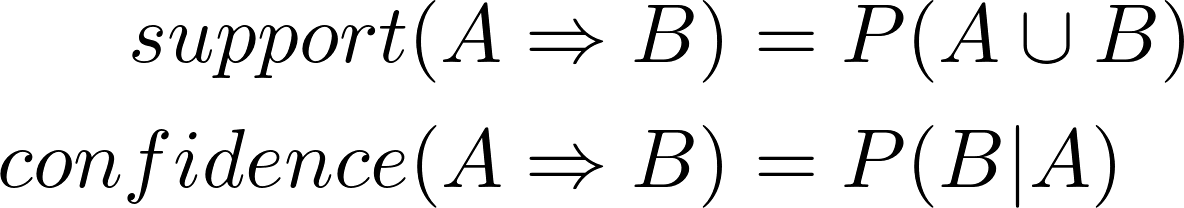 support(A ⇒ B) = P(A ∪ B)
confidence(A ⇒ B) = P(B|A)